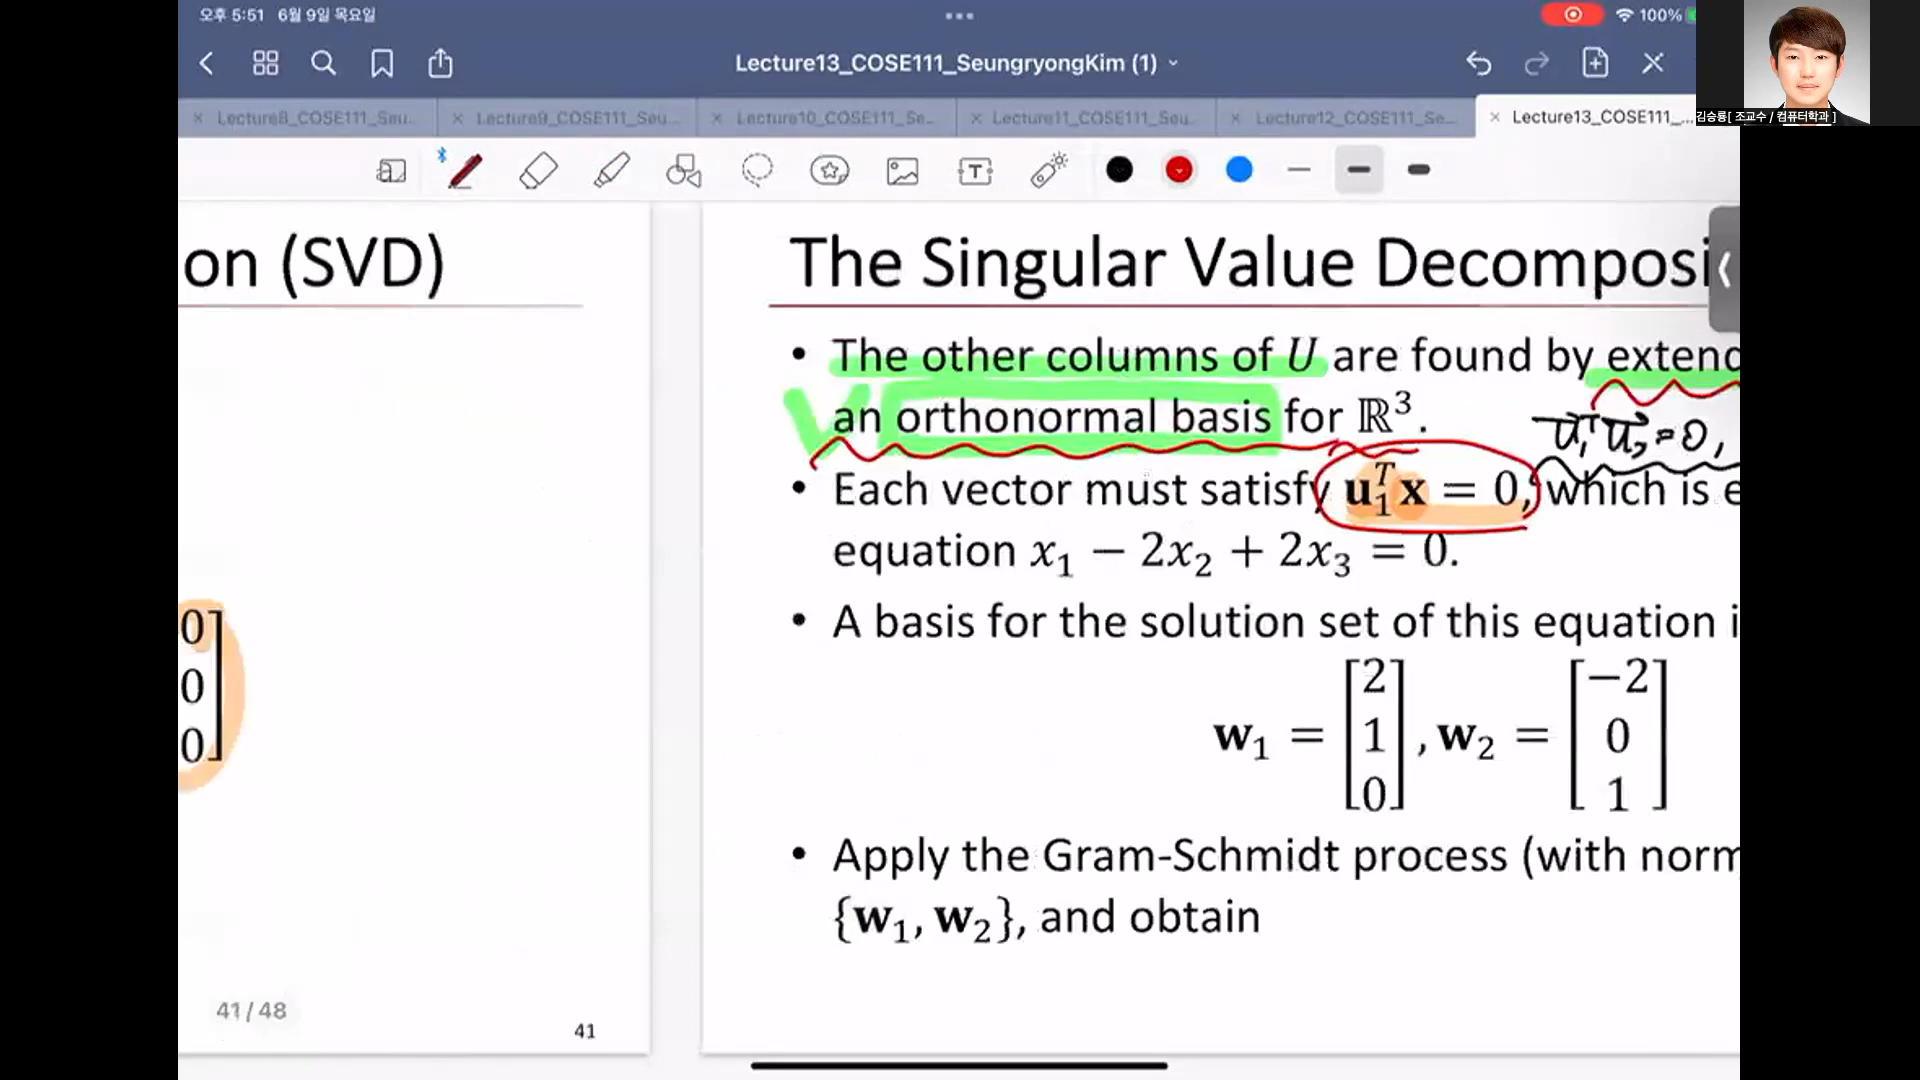 오후 5:51 6월 9일 목요일
100%
Lecture13_COSE111_SeungryongKim (1)
Lecture8_COSE111_Seu...
Lecture9_COSE111_Seu...
Lecture10_COSE111_Se...
Lecture11_COSE111_Seu...
Lecture12_COSE111_Se...
Lecture13_COSE111_...
김승룡[ 조교수 / 컴퓨터학과 ]
on (SVD)
0
0
0
41 / 48
41
The Singular Value Decomposi
• The other columns of U are found by extend
an orthonormal basis for ℝ³.
• Each vector must satisfy u₁ᵀx = 0, which is e
equation x₁ − 2x₂ + 2x₃ = 0.
• A basis for the solution set of this equation i
w₁ = [2 1 0], w₂ = [−2 0 1]
• Apply the Gram-Schmidt process (with norm
{w₁, w₂}, and obtain